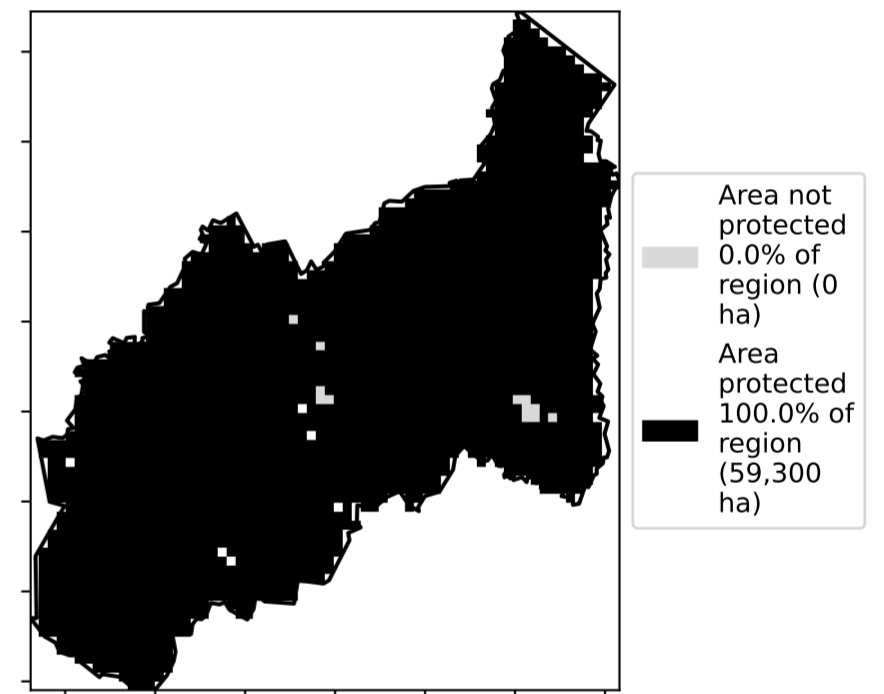 Area not
protected
0.0% of
region (0
ha)
Area
protected
100.0% of
region
(59,300
ha)